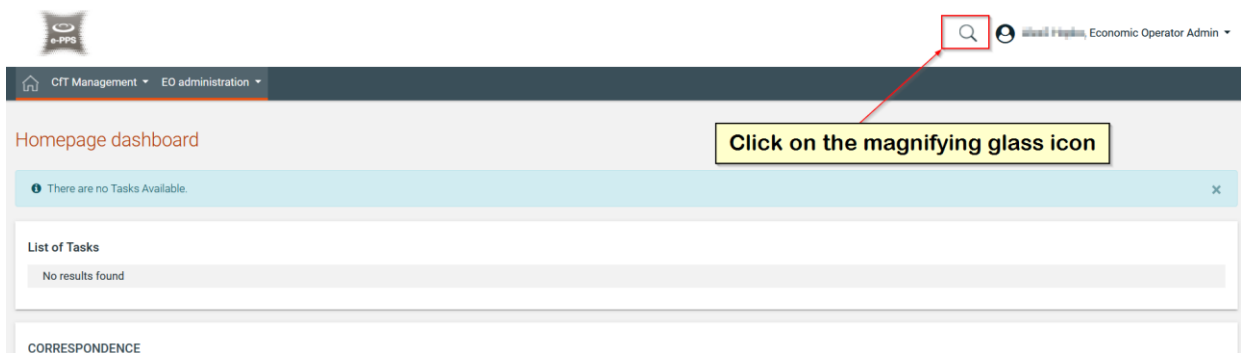 e-PPS
, Economic Operator Admin
CfT Management EO administration
Click on the magnifying glass icon
Homepage dashboard
There are no Tasks Available.
List of Tasks
No results found
CORRESPONDENCE